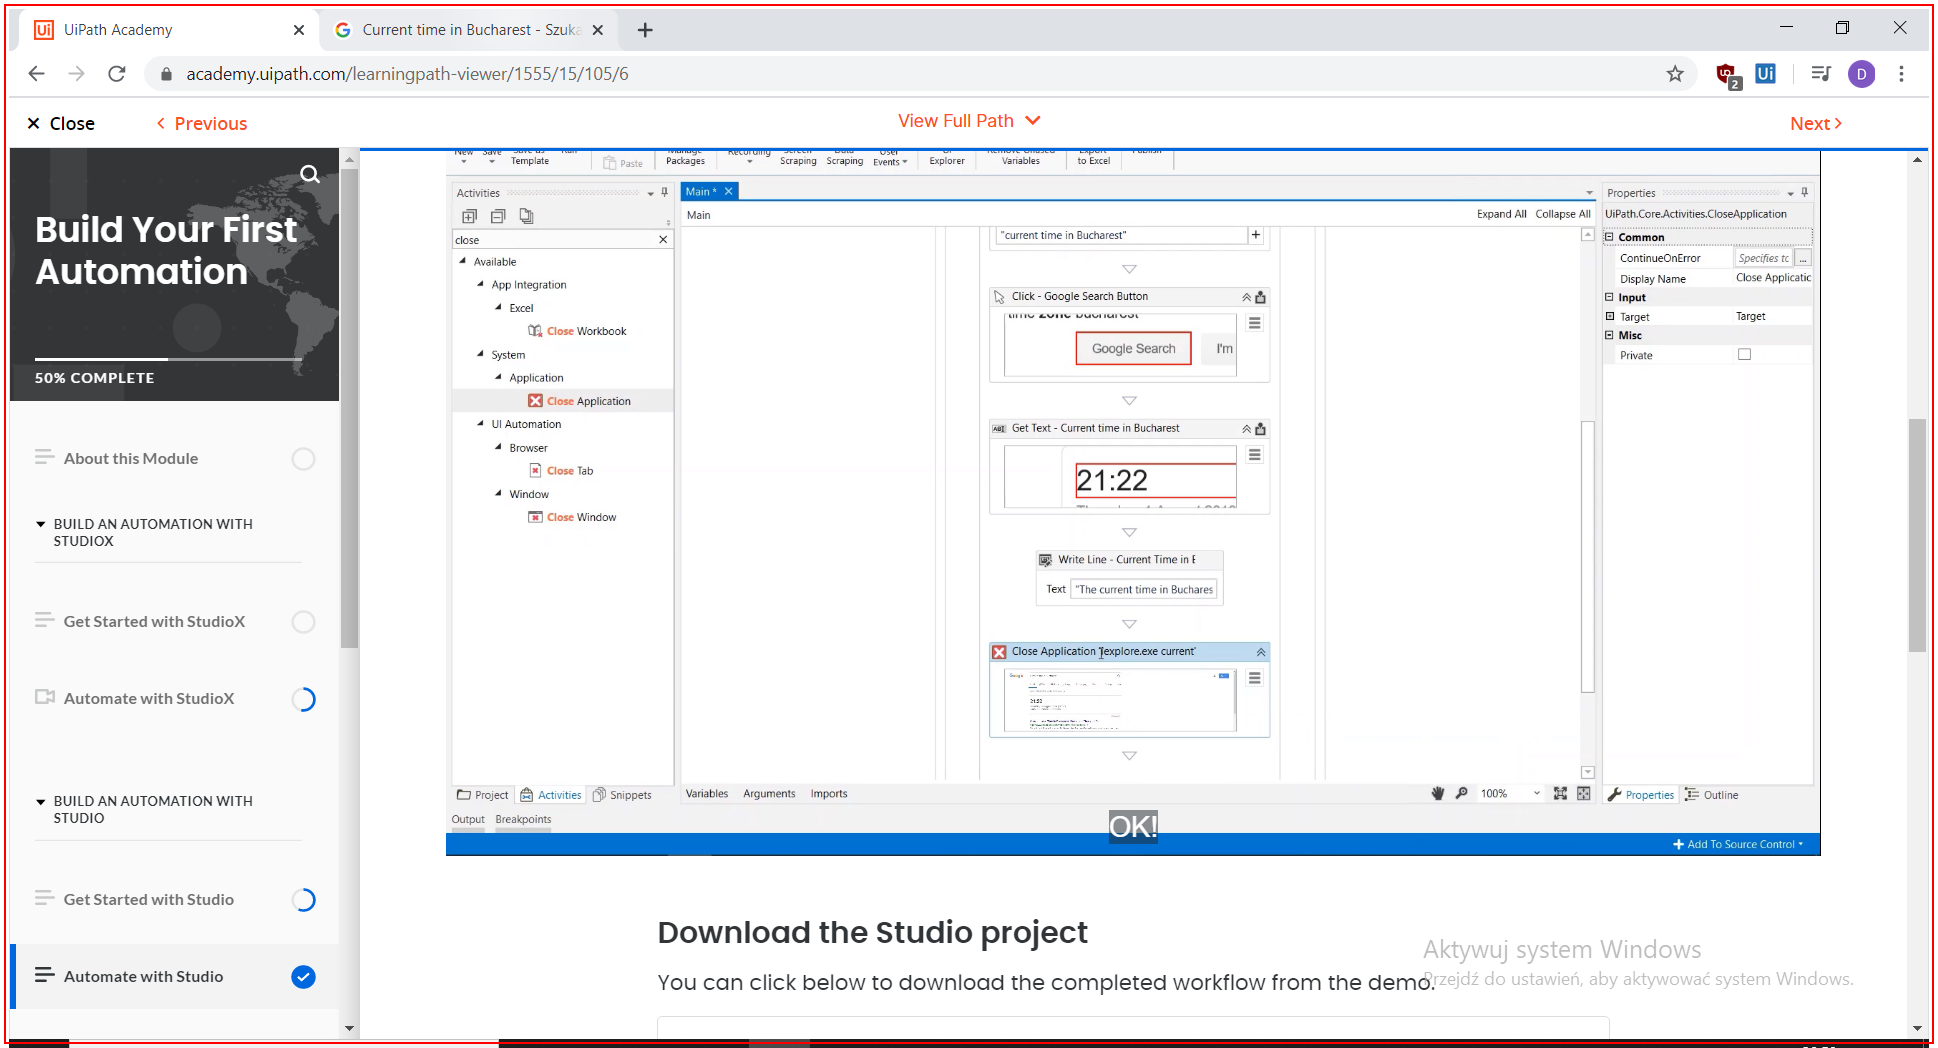 UiPath Academy
Current time in Bucharest - Szuka
academy.uipath.com/learningpath-viewer/1555/15/105/6
2
Ui
D
Close
Previous
View Full Path
Next
Build Your First
Automation
50% COMPLETE
About this Module
BUILD AN AUTOMATION WITH
STUDIOX
Get Started with StudioX
Automate with StudioX
BUILD AN AUTOMATION WITH
STUDIO
Get Started with Studio
Automate with Studio
New Save Save as Template Run Paste Manage Packages Recording Screen Scraping Data Scraping User Events UI Explorer Remove Unused Variables Export to Excel Publish
Activities
close
Available
App Integration
Excel
Close Workbook
System
Application
Close Application
UI Automation
Browser
Close Tab
Window
Close Window
Project Activities Snippets
Output Breakpoints
Main *
Main
Expand All Collapse All
"current time in Bucharest"
Click - Google Search Button
time zone bucharest
Google Search I'm
Get Text - Current time in Bucharest
ABI
21:22
Write Line - Current Time in E
Text "The current time in Buchares
Close Application 'iexplore.exe current'
Google
21:22
Variables Arguments Imports
100%
Properties
UiPath.Core.Activities.CloseApplication
Common
ContinueOnError Specifies tc ...
Display Name Close Applicatic
Input
Target Target
Misc
Private
Properties Outline
OK!
Add To Source Control
Download the Studio project
You can click below to download the completed workflow from the demo.
Aktywuj system Windows
Przejdź do ustawień, aby aktywować system Windows.